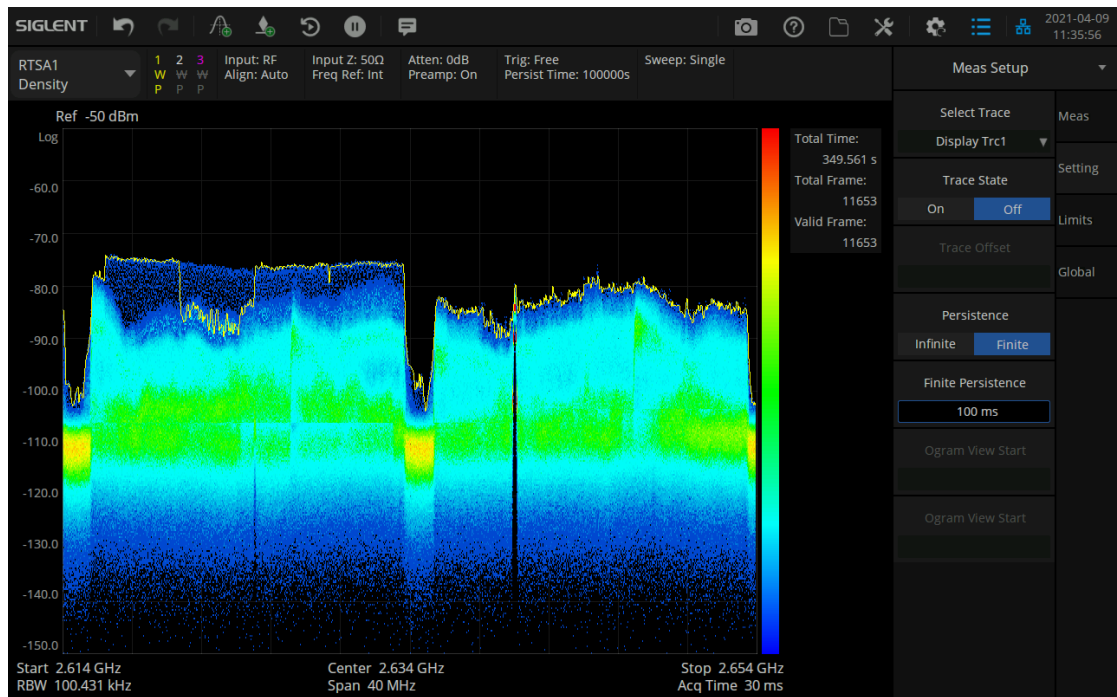 SIGLENT
2021-04-09
11:35:56
RTSA1
Density
1 2 3
W W W
P P P
Input: RF
Align: Auto
Input Z: 50Ω
Freq Ref: Int
Atten: 0dB
Preamp: On
Trig: Free
Persist Time: 100000s
Sweep: Single
Ref -50 dBm
Log
-60.0
-70.0
-80.0
-90.0
-100.0
-110.0
-120.0
-130.0
-140.0
-150.0
Total Time:
349.561 s
Total Frame:
11653
Valid Frame:
11653
Start 2.614 GHz
RBW 100.431 kHz
Center 2.634 GHz
Span 40 MHz
Stop 2.654 GHz
Acq Time 30 ms
Meas Setup
Select Trace
Display Trc1
Trace State
On Off
Trace Offset
Persistence
Infinite Finite
Finite Persistence
100 ms
Ogram View Start
Ogram View Start
Meas
Setting
Limits
Global